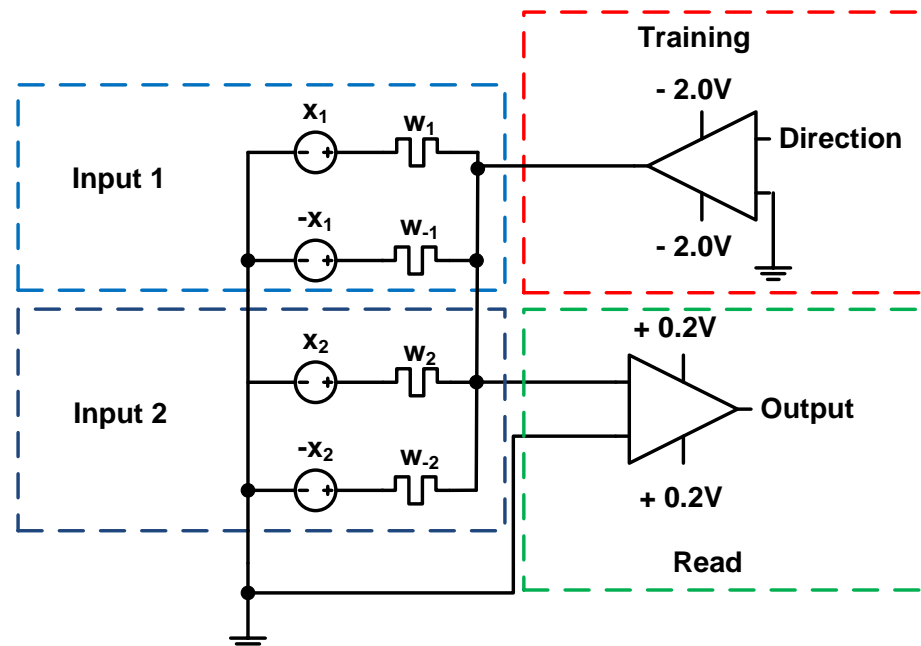 Training
- 2.0V
Direction
- 2.0V
x₁
w₁
Input 1
-x₁
w₋₁
x₂
w₂
Input 2
-x₂
w₋₂
+ 0.2V
Output
+ 0.2V
Read